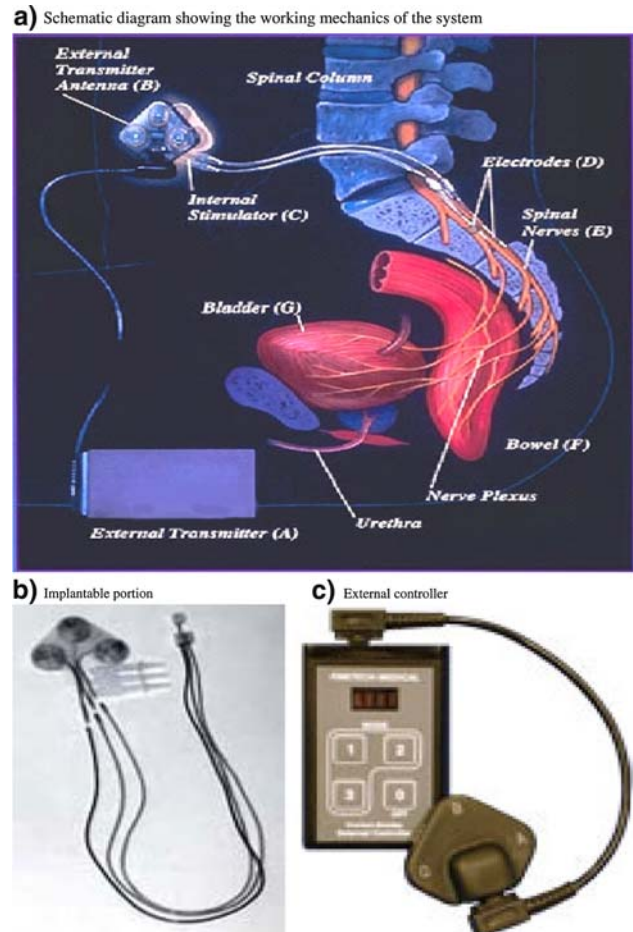 a) Schematic diagram showing the working mechanics of the system
External
Transmitter
Antenna (B)
Spinal Column
Electrodes (D)
Internal
Stimulator (C)
Spinal
Nerves (E)
Bladder (G)
Bowel (F)
Nerve Plexus
Urethra
External Transmitter (A)
b) Implantable portion
c) External controller
MEDICAL
1 2
3 0
B
A